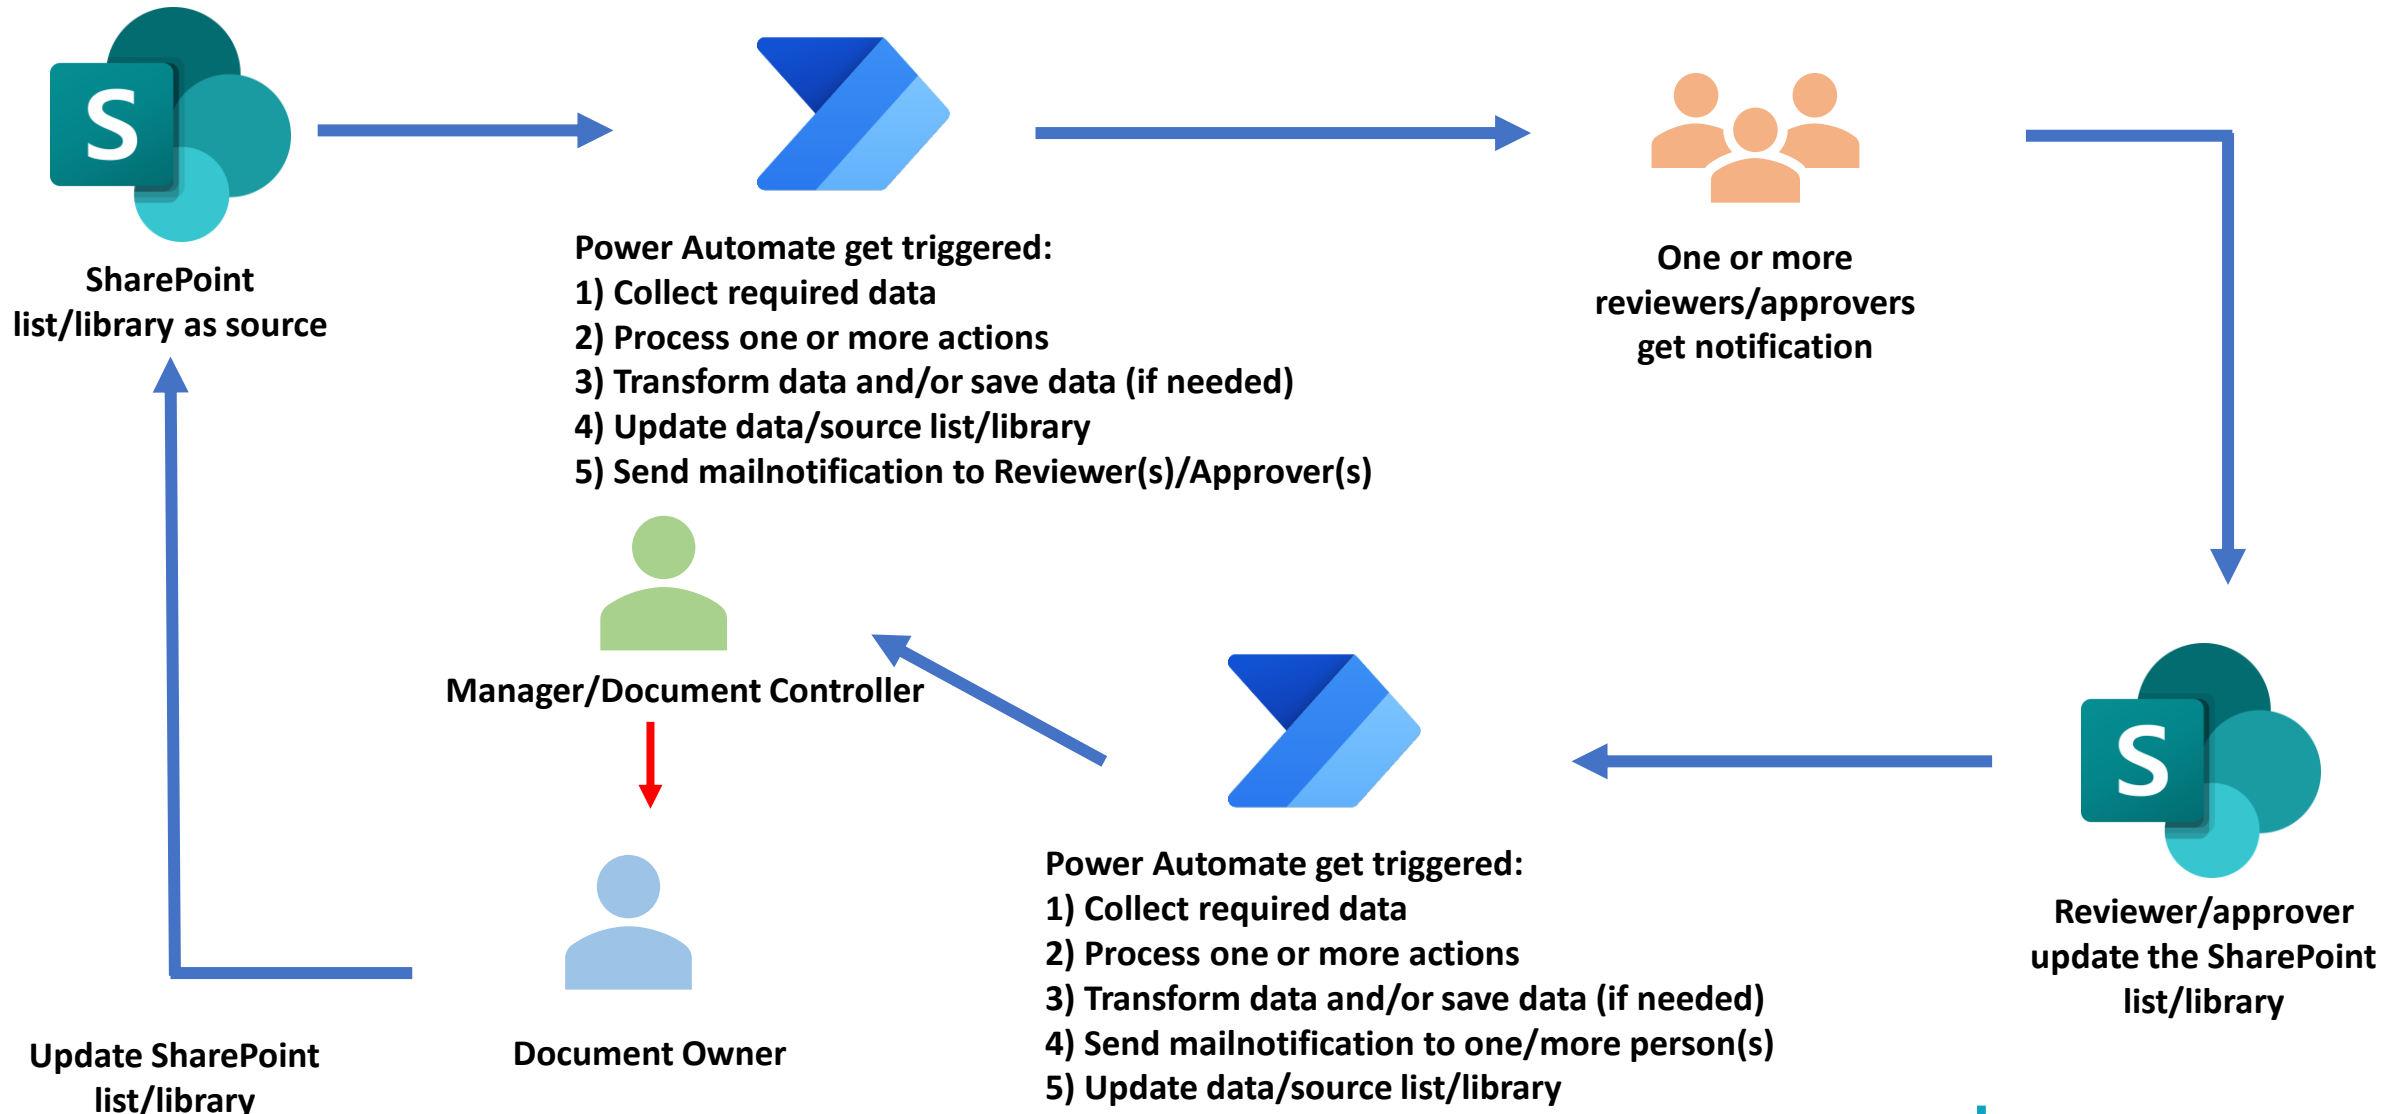 S
SharePoint
list/library as source
Power Automate get triggered:
1) Collect required data
2) Process one or more actions
3) Transform data and/or save data (if needed)
4) Update data/source list/library
5) Send mailnotification to Reviewer(s)/Approver(s)
One or more
reviewers/approvers
get notification
Manager/Document Controller
S
Reviewer/approver
update the SharePoint
list/library
Power Automate get triggered:
1) Collect required data
2) Process one or more actions
3) Transform data and/or save data (if needed)
4) Send mailnotification to one/more person(s)
5) Update data/source list/library
Document Owner
Update SharePoint
list/library